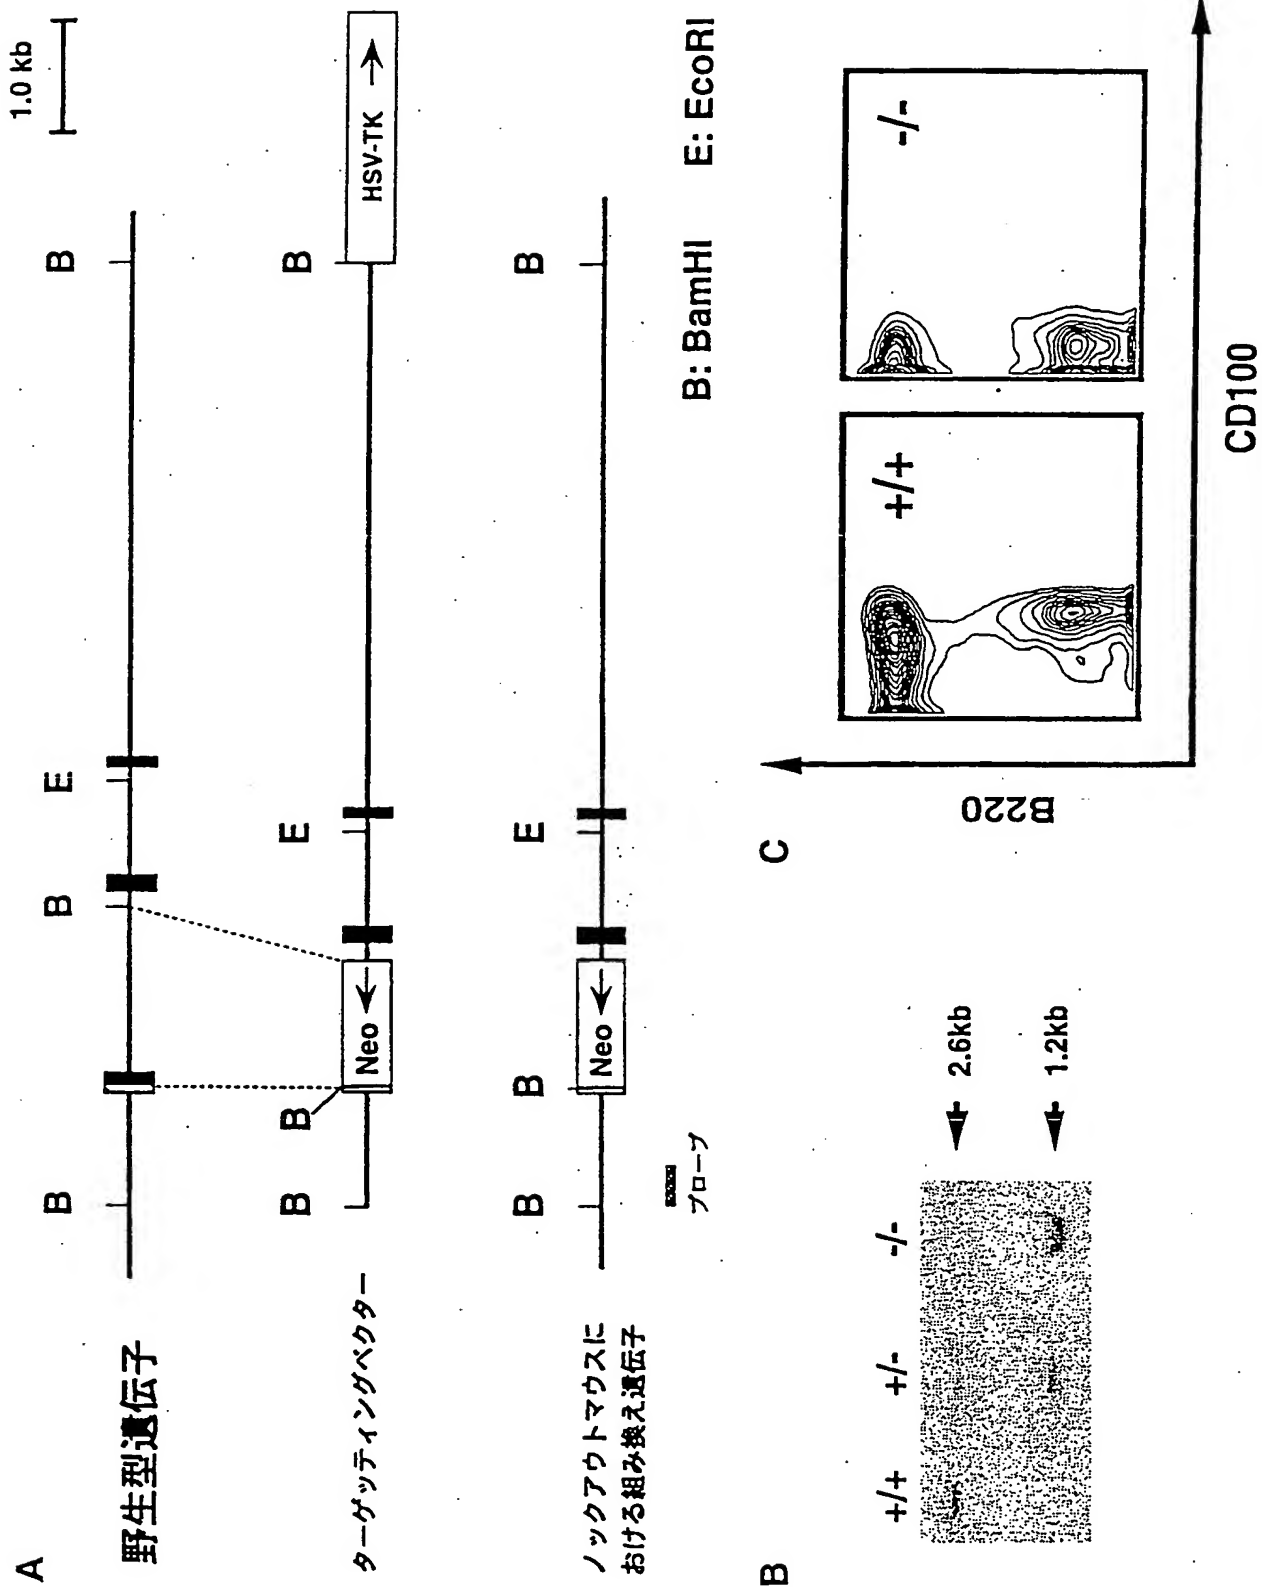 A
1.0 kb
野生型遺伝子
B
B
E
B
ターゲッティングベクター
B
B
Neo
E
B
HSV-TK
ノックアウトマウスに
おける組み換え遺伝子
B
B
Neo
E
B
プローブ
B: BamHI
E: EcoRI
B
+/+
+/-
-/-
2.6kb
1.2kb
C
B220
+/+
-/-
CD100